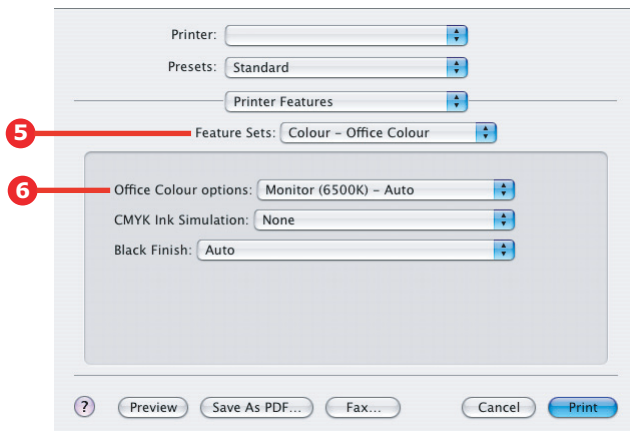 Printer:
Presets: Standard
Printer Features
5 Feature Sets: Colour – Office Colour
6 Office Colour options: Monitor (6500K) – Auto
CMYK Ink Simulation: None
Black Finish: Auto
? Preview Save As PDF... Fax... Cancel Print